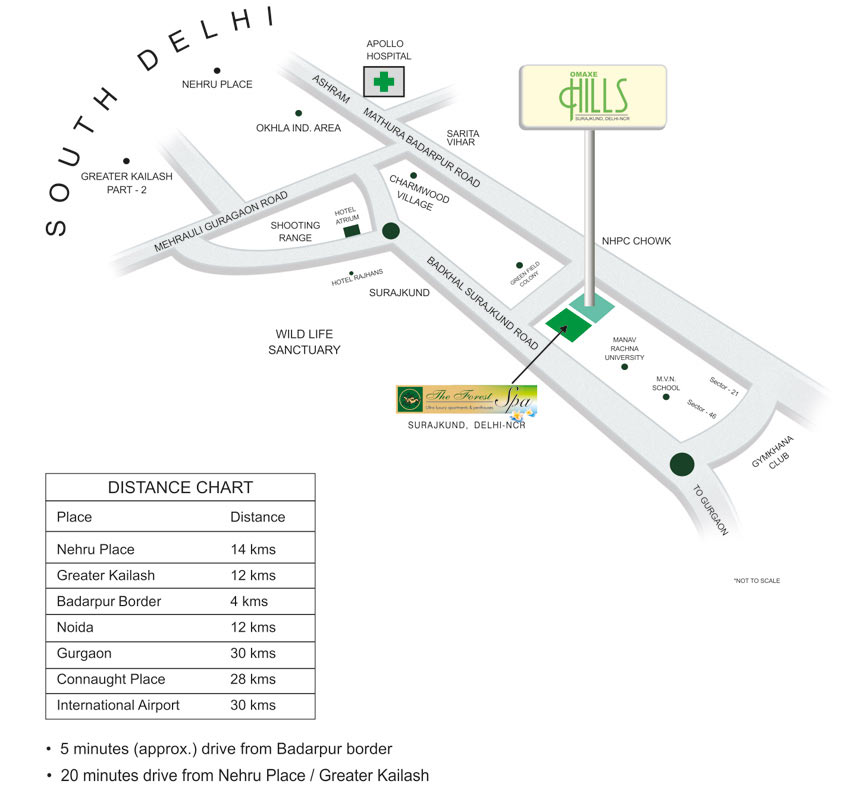 SOUTH DELHI
APOLLO
HOSPITAL
NEHRU PLACE
ASHRAM
OMAXE
HILLS
SURAJKUND, DELHI-NCR
OKHLA IND. AREA
MATHURA BADARPUR ROAD
SARITA
VIHAR
GREATER KAILASH
PART - 2
CHARMWOOD
VILLAGE
MEHRAULI GURAGAON ROAD
SHOOTING
RANGE
HOTEL
ATRIUM
NHPC CHOWK
HOTEL RAJHANS
SURAJKUND
GREEN FIELD
COLONY
BADKHAL SURAJKUND ROAD
WILD LIFE
SANCTUARY
MANAV
RACHNA
UNIVERSITY
M.V.N.
SCHOOL
Sector - 21
Sector - 46
The Forest Spa
Ultra luxury apartments & penthouses
SURAJKUND, DELHI-NCR
GYMKHANA
CLUB
TO GURGAON
*NOT TO SCALE
DISTANCE CHART
Place Distance
Nehru Place 14 kms
Greater Kailash 12 kms
Badarpur Border 4 kms
Noida 12 kms
Gurgaon 30 kms
Connaught Place 28 kms
International Airport 30 kms
• 5 minutes (approx.) drive from Badarpur border
• 20 minutes drive from Nehru Place / Greater Kailash